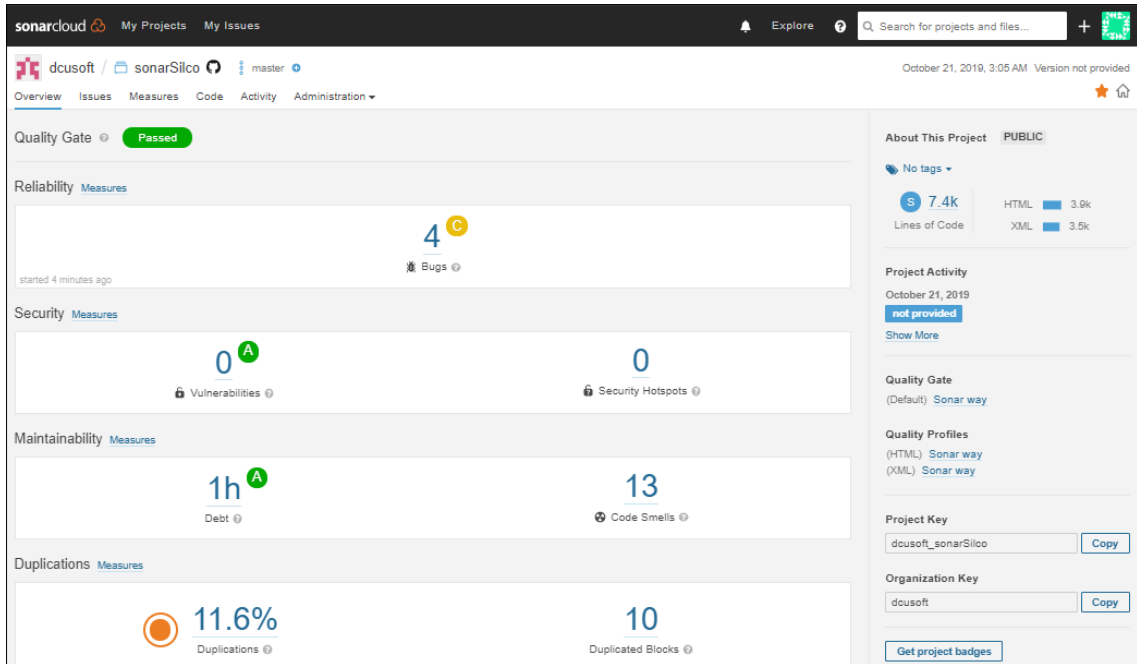 sonarcloud My Projects My Issues Explore Search for projects and files... +
dcusoft / sonarSilco master October 21, 2019, 3:05 AM Version not provided
Overview Issues Measures Code Activity Administration
Quality Gate Passed
Reliability Measures
4 C
Bugs
started 4 minutes ago
Security Measures
0 A
Vulnerabilities
0
Security Hotspots
Maintainability Measures
1h A
Debt
13
Code Smells
Duplications Measures
11.6%
Duplications
10
Duplicated Blocks
About This Project PUBLIC
No tags
S 7.4k
Lines of Code
HTML 3.9k
XML 3.5k
Project Activity
October 21, 2019
not provided
Show More
Quality Gate
(Default) Sonar way
Quality Profiles
(HTML) Sonar way
(XML) Sonar way
Project Key
dcusoft_sonarSilco Copy
Organization Key
dcusoft Copy
Get project badges